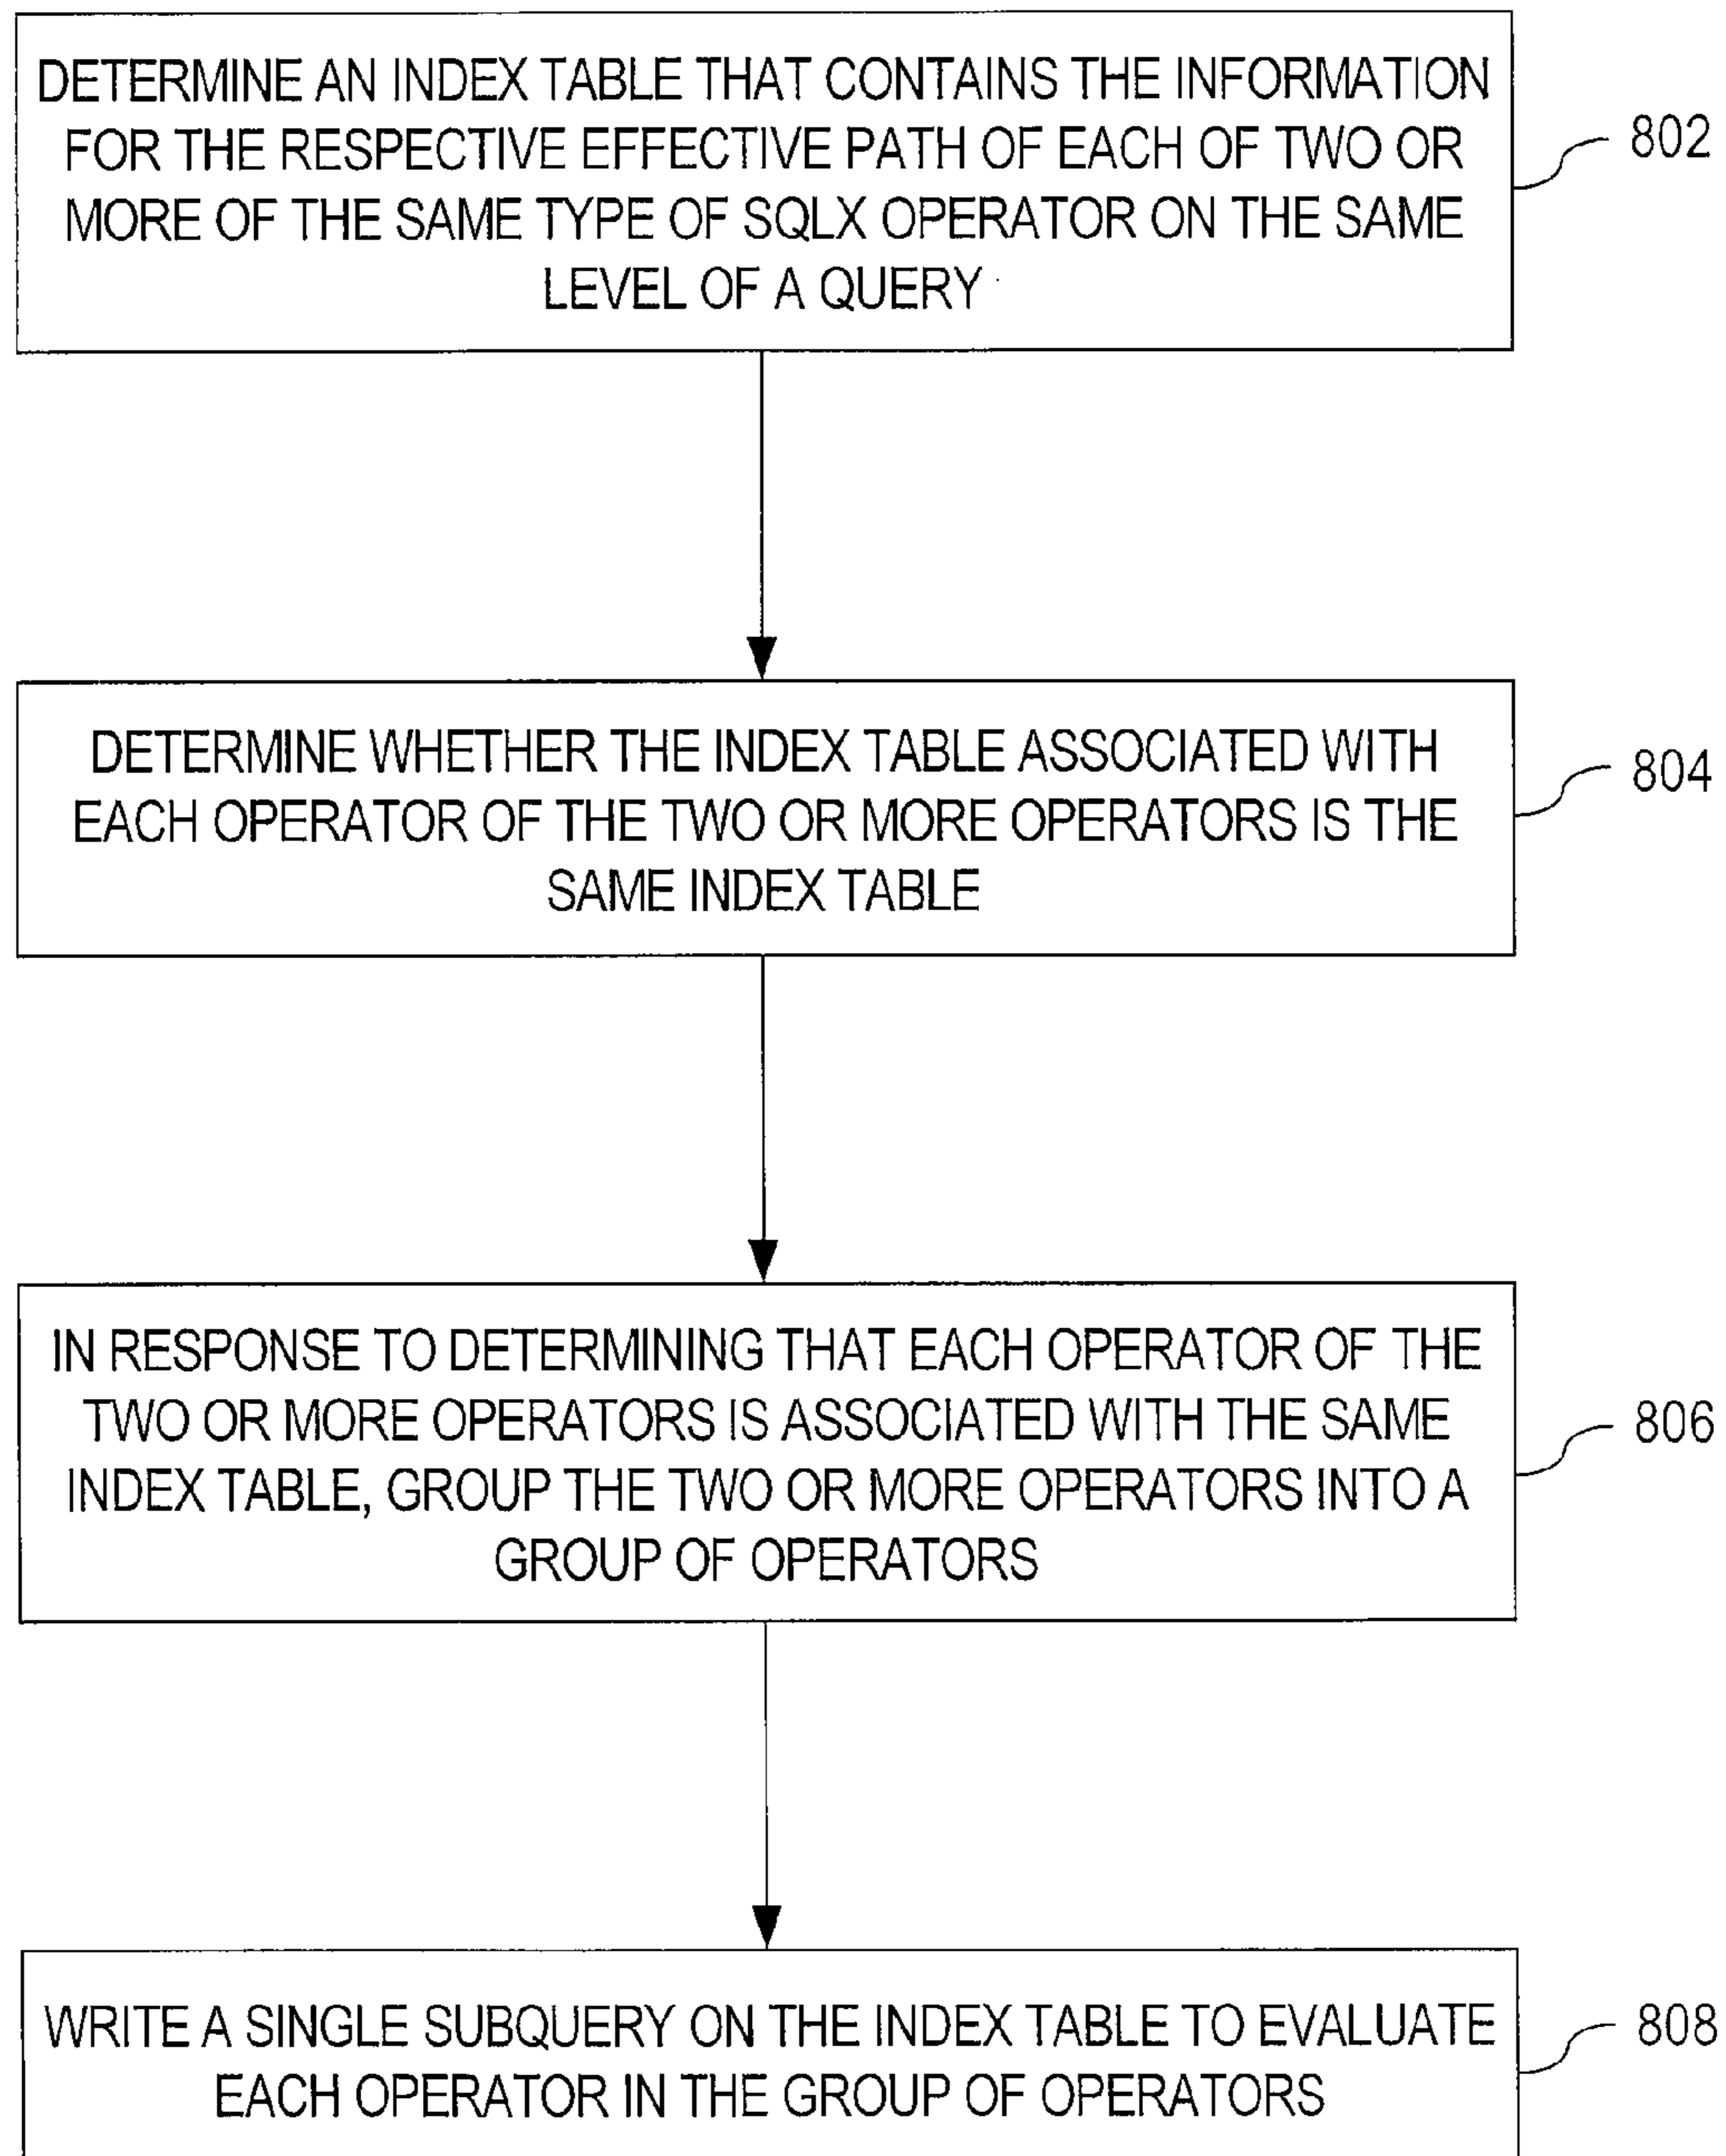 DETERMINE AN INDEX TABLE THAT CONTAINS THE INFORMATION
FOR THE RESPECTIVE EFFECTIVE PATH OF EACH OF TWO OR
MORE OF THE SAME TYPE OF SQLX OPERATOR ON THE SAME
LEVEL OF A QUERY
802
DETERMINE WHETHER THE INDEX TABLE ASSOCIATED WITH
EACH OPERATOR OF THE TWO OR MORE OPERATORS IS THE
SAME INDEX TABLE
804
IN RESPONSE TO DETERMINING THAT EACH OPERATOR OF THE
TWO OR MORE OPERATORS IS ASSOCIATED WITH THE SAME
INDEX TABLE, GROUP THE TWO OR MORE OPERATORS INTO A
GROUP OF OPERATORS
806
WRITE A SINGLE SUBQUERY ON THE INDEX TABLE TO EVALUATE
EACH OPERATOR IN THE GROUP OF OPERATORS
808